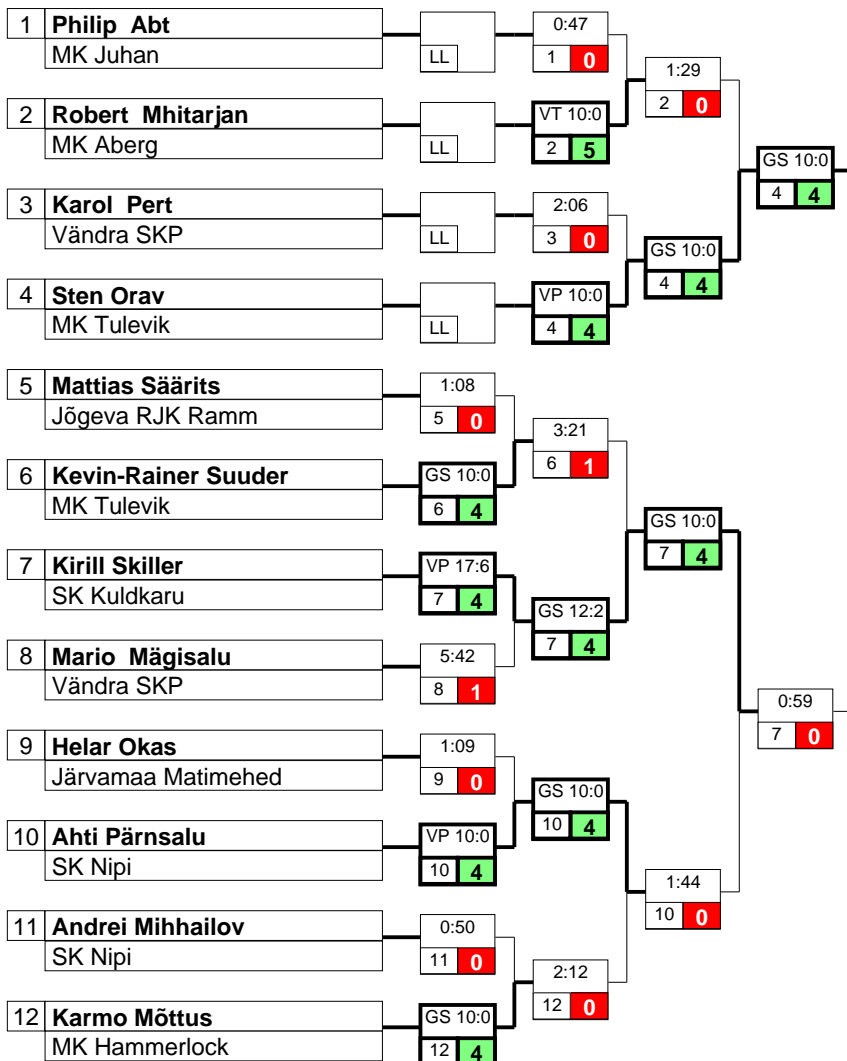 1 Philip Abt
MK Juhan
LL
0:47
1 0
1:29
2 0
2 Robert Mhitarjan
MK Aberg
LL
VT 10:0
2 5
GS 10:0
4 4
3 Karol Pert
Vändra SKP
LL
2:06
3 0
GS 10:0
4 4
4 Sten Orav
MK Tulevik
LL
VP 10:0
4 4
5 Mattias Säärits
Jõgeva RJK Ramm
1:08
5 0
3:21
6 1
6 Kevin-Rainer Suuder
MK Tulevik
GS 10:0
6 4
GS 10:0
7 4
7 Kirill Skiller
SK Kuldkaru
VP 17:6
7 4
GS 12:2
7 4
8 Mario Mägisalu
Vändra SKP
5:42
8 1
0:59
7 0
9 Helar Okas
Järvamaa Matimehed
1:09
9 0
GS 10:0
10 4
10 Ahti Pärnsalu
SK Nipi
VP 10:0
10 4
1:44
10 0
11 Andrei Mihhailov
SK Nipi
0:50
11 0
2:12
12 0
12 Karmo Mõttus
MK Hammerlock
GS 10:0
12 4